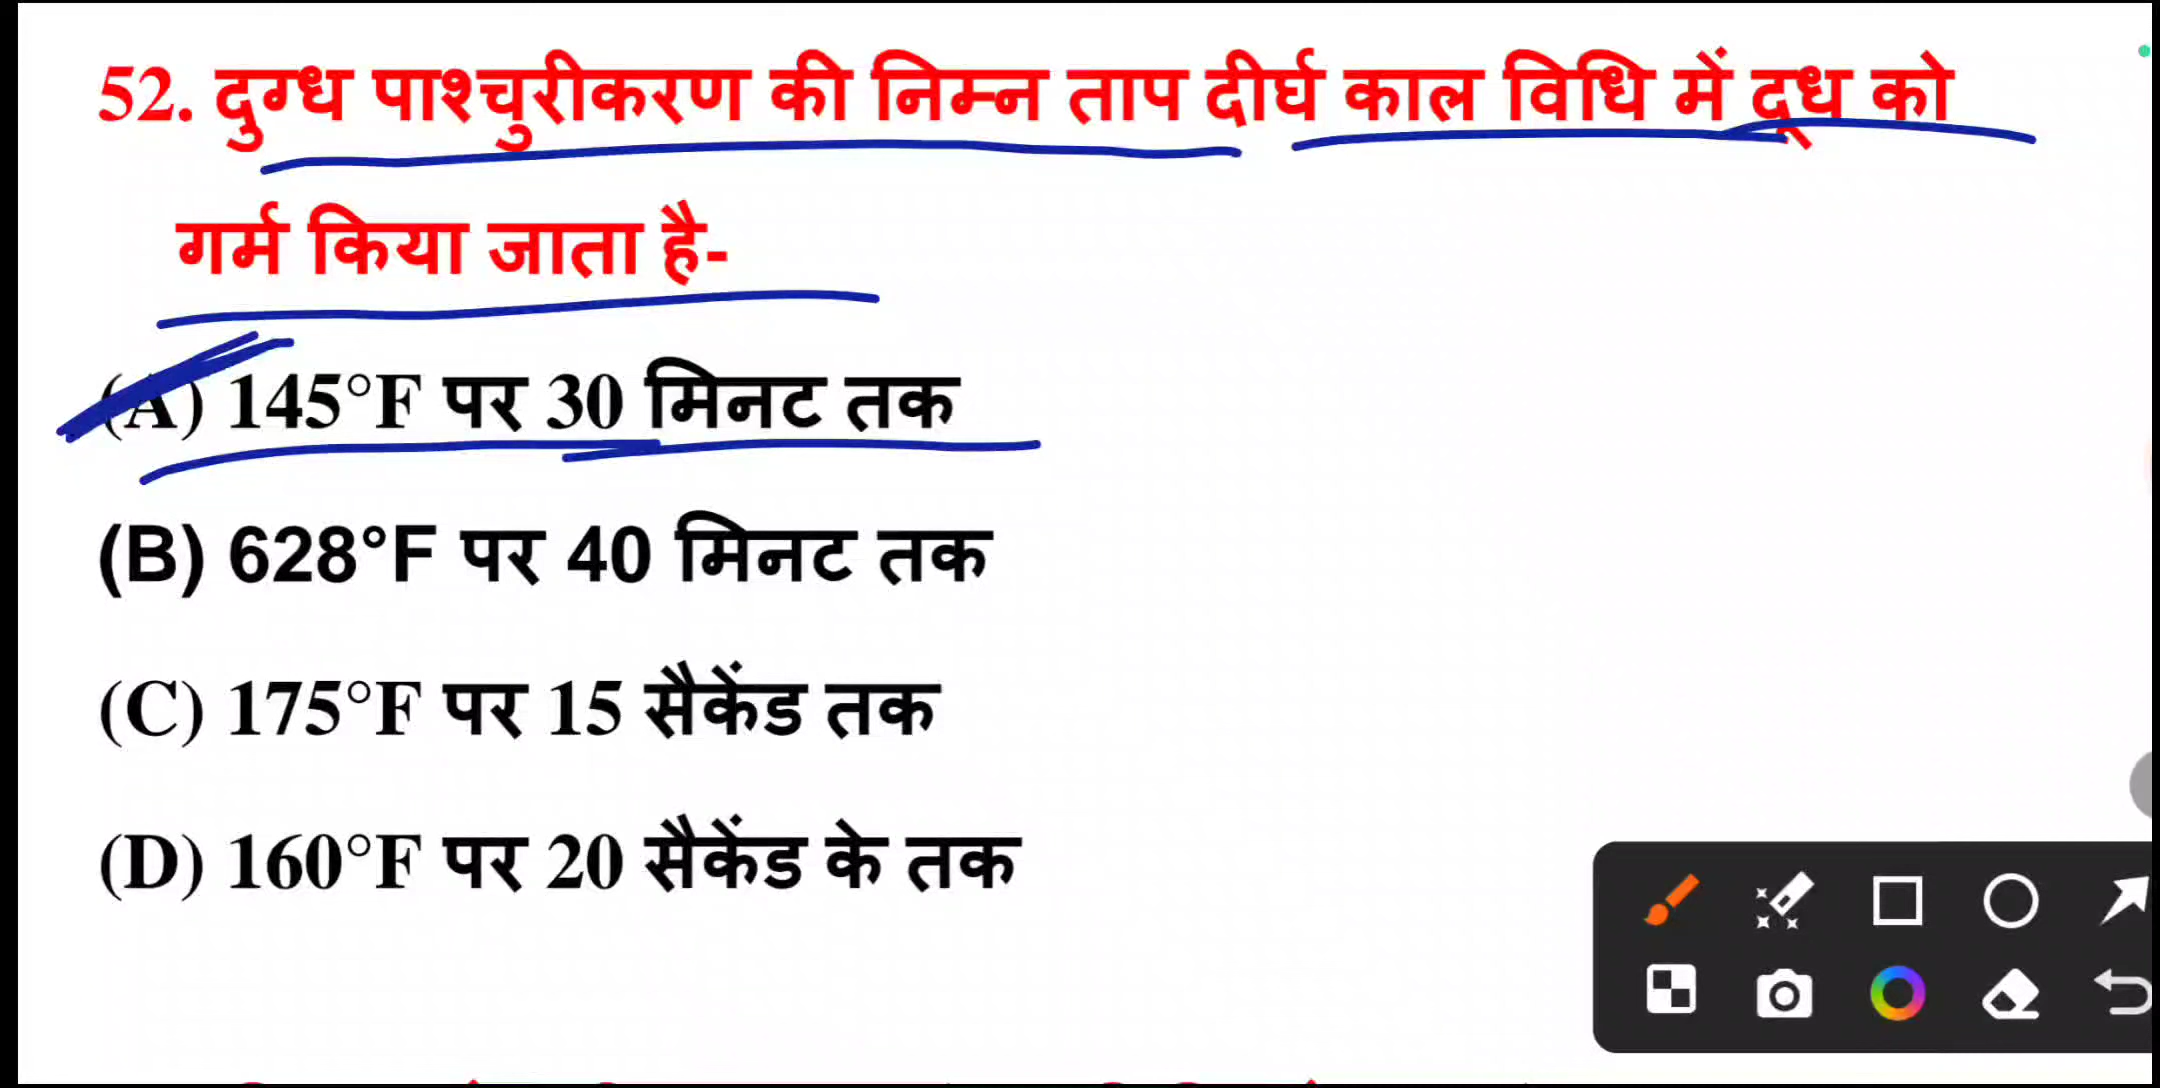 52. दुग्ध पाश्चुरीकरण की निम्न ताप दीर्घ काल विधि में दूध को
गर्म किया जाता है-
(A) 145°F पर 30 मिनट तक
(B) 628°F पर 40 मिनट तक
(C) 175°F पर 15 सैकेंड तक
(D) 160°F पर 20 सैकेंड के तक